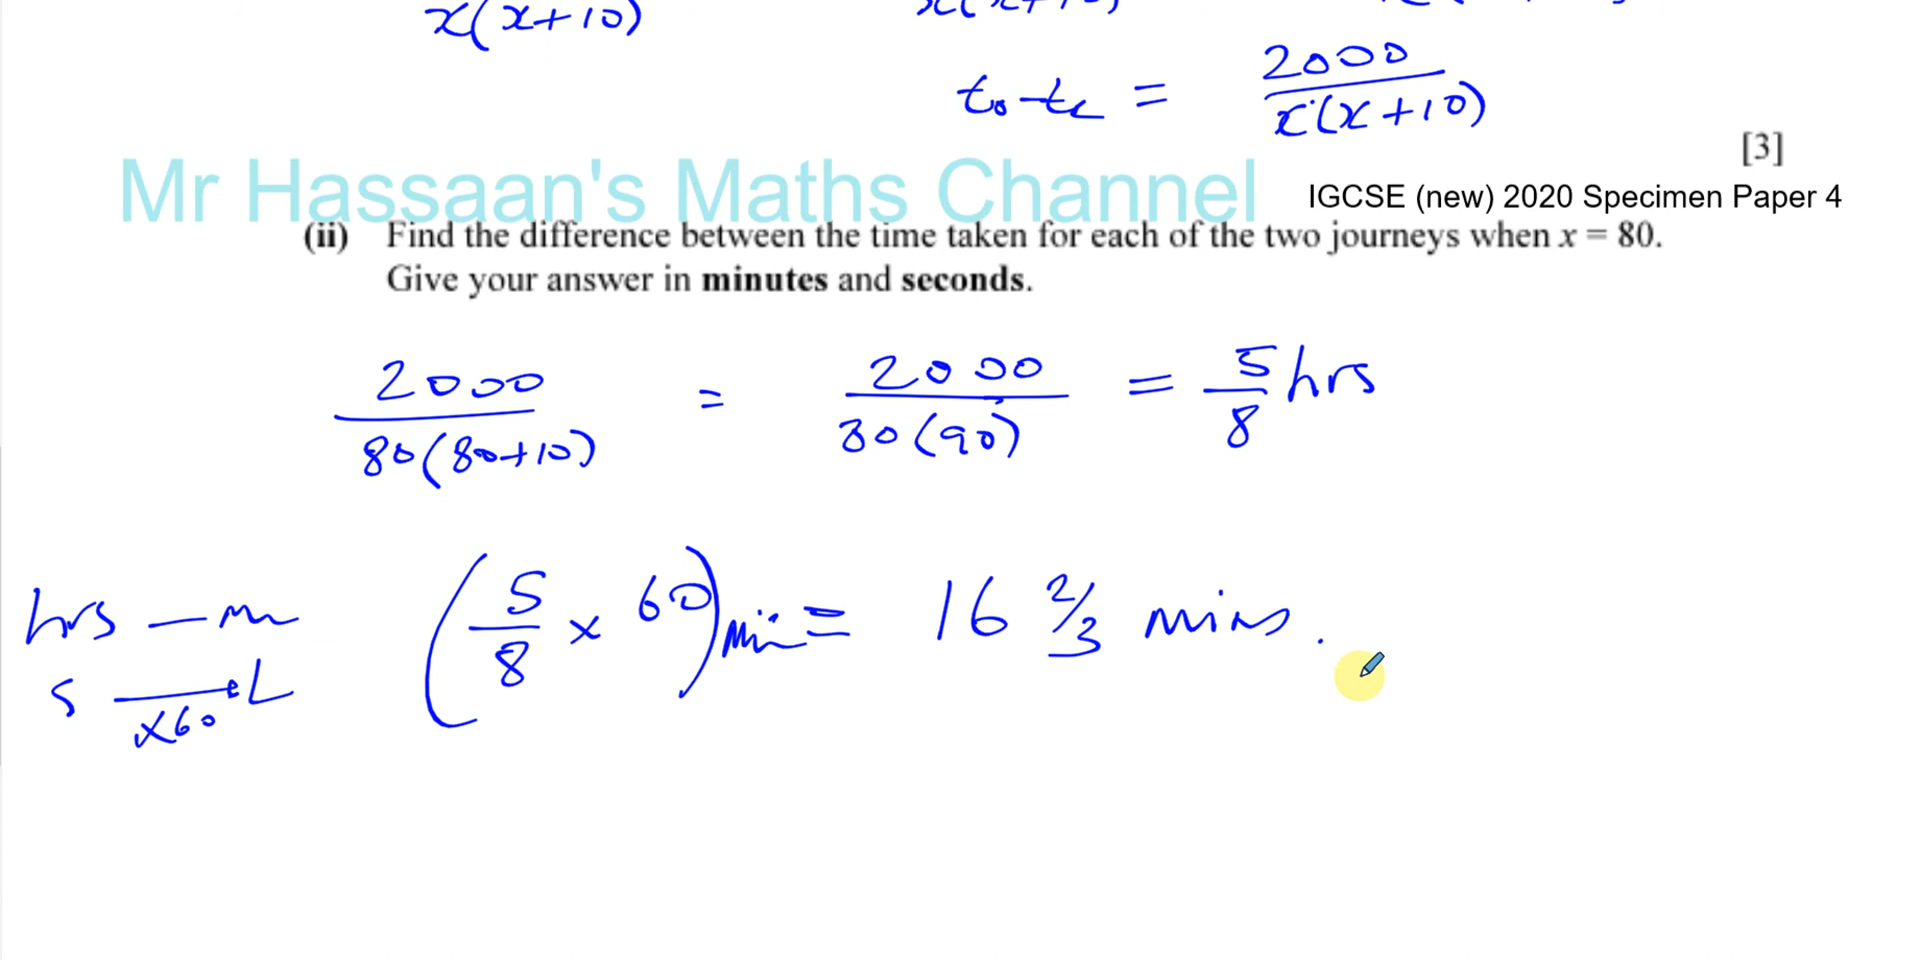 x(x+10)
t₀-tc = 2000/x(x+10)
[3]
Mr Hassaan's Maths Channel
IGCSE (new) 2020 Specimen Paper 4
(ii) Find the difference between the time taken for each of the two journeys when x = 80.
Give your answer in minutes and seconds.
2000/80(80+10) = 2000/80(90) = 5/8 hrs
hrs — m (5/8 × 60) min = 16 2/3 mins.
×60